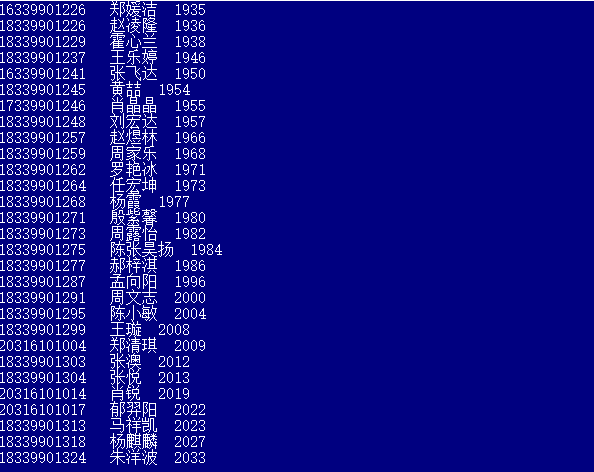 16339901226 郑媛洁 1935
18339901226 赵凌隆 1936
18339901229 霍心兰 1938
18339901237 王乐婷 1946
16339901241 张飞达 1950
18339901245 黄喆 1954
17339901246 肖晶晶 1955
18339901248 刘宏达 1957
18339901257 赵煜林 1966
18339901259 周家乐 1968
18339901262 罗艳冰 1971
18339901264 任宏坤 1973
18339901268 杨霞 1977
18339901271 殷紫馨 1980
18339901273 周露怡 1982
18339901275 陈张昊扬 1984
18339901277 郝梓淇 1986
18339901287 孟向阳 1996
18339901291 周文志 2000
18339901295 陈小敏 2004
18339901299 王璇 2008
20316101004 郑清琪 2009
18339901303 张澳 2012
18339901304 张悦 2013
20316101014 肖锐 2019
20316101017 郁羿阳 2022
18339901313 马祥凯 2023
18339901318 杨麒麟 2027
18339901324 朱洋波 2033